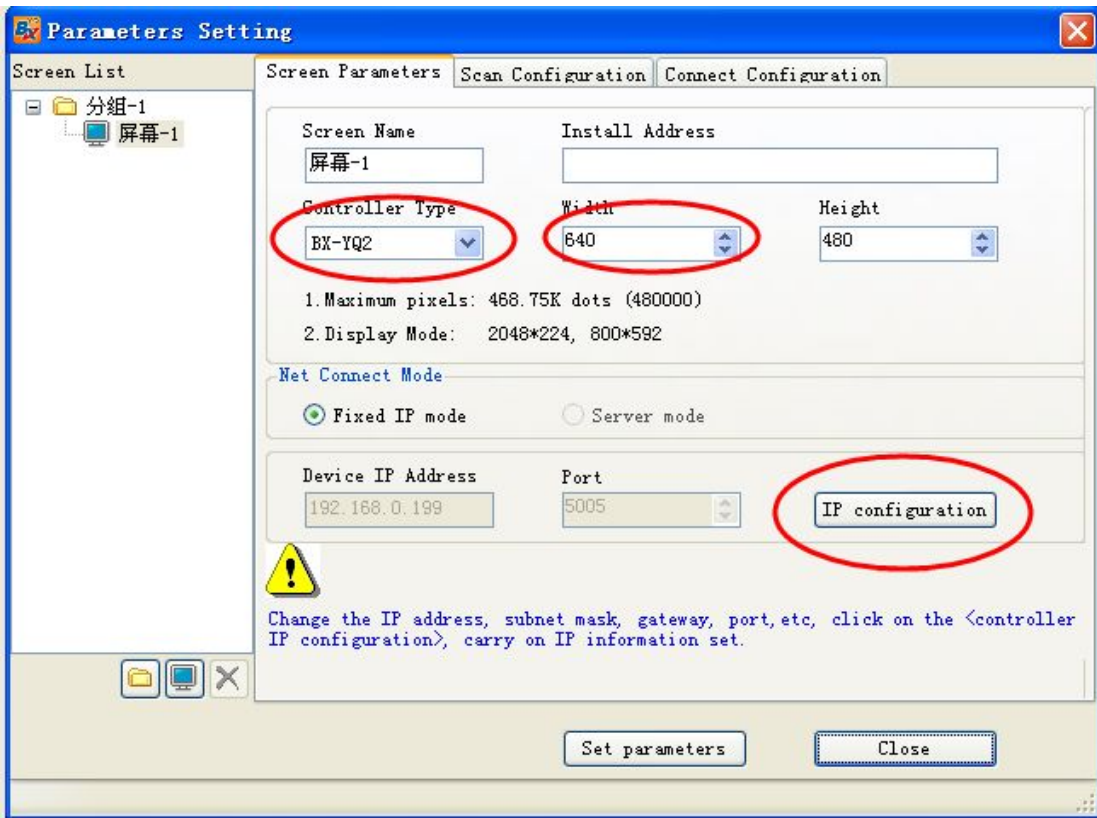 BX Parameters Setting
Screen List
Screen Parameters Scan Configuration Connect Configuration
分组-1
屏幕-1
Screen Name Install Address
屏幕-1
Controller Type Width Height
BX-YQ2 640 480
1.Maximum pixels: 468.75K dots (480000)
2.Display Mode: 2048*224, 800*592
Net Connect Mode
Fixed IP mode Server mode
Device IP Address Port
192.168.0.199 5005 IP configuration
Change the IP address, subnet mask, gateway, port,etc, click on the <controller
IP configuration>, carry on IP information set.
Set parameters Close